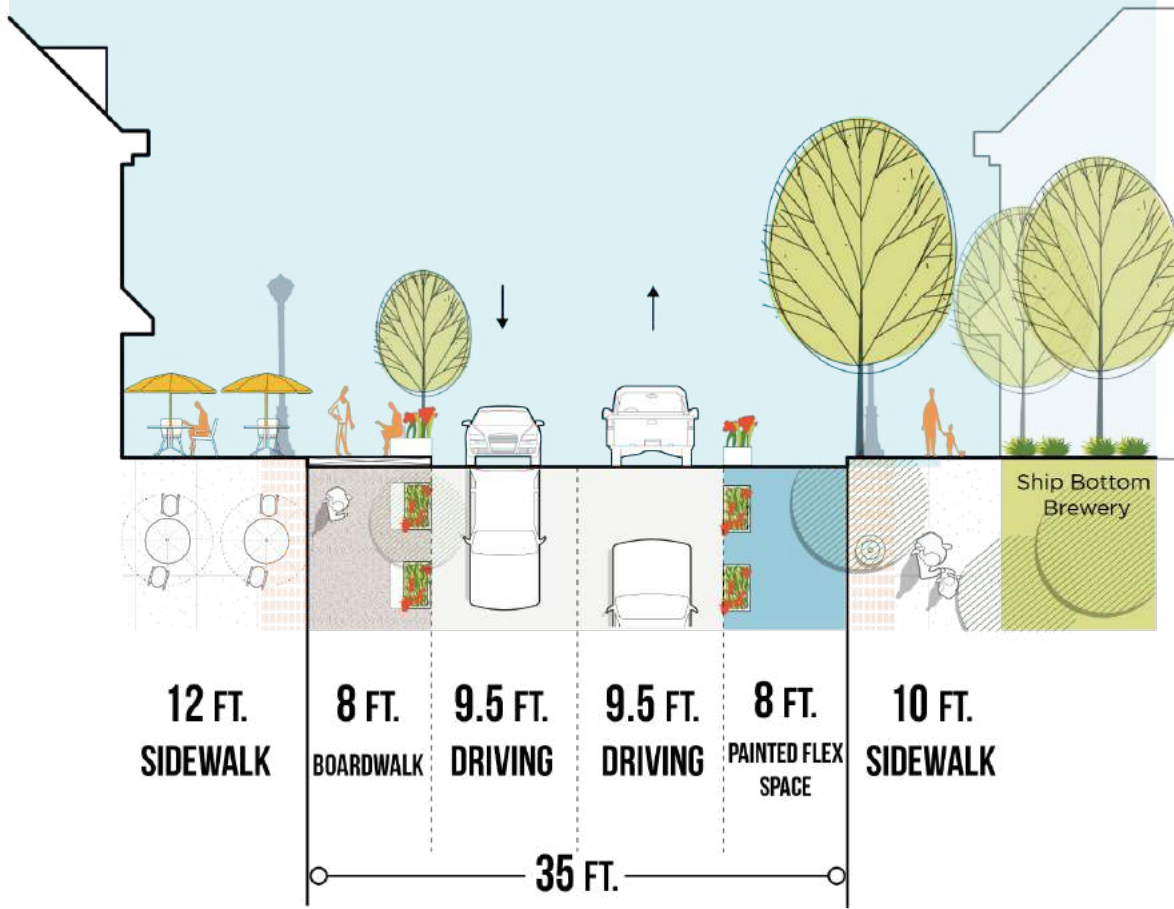 Ship Bottom
Brewery
12 FT.
SIDEWALK
8 FT.
BOARDWALK
9.5 FT.
DRIVING
9.5 FT.
DRIVING
8 FT.
PAINTED FLEX
SPACE
10 FT.
SIDEWALK
35 FT.